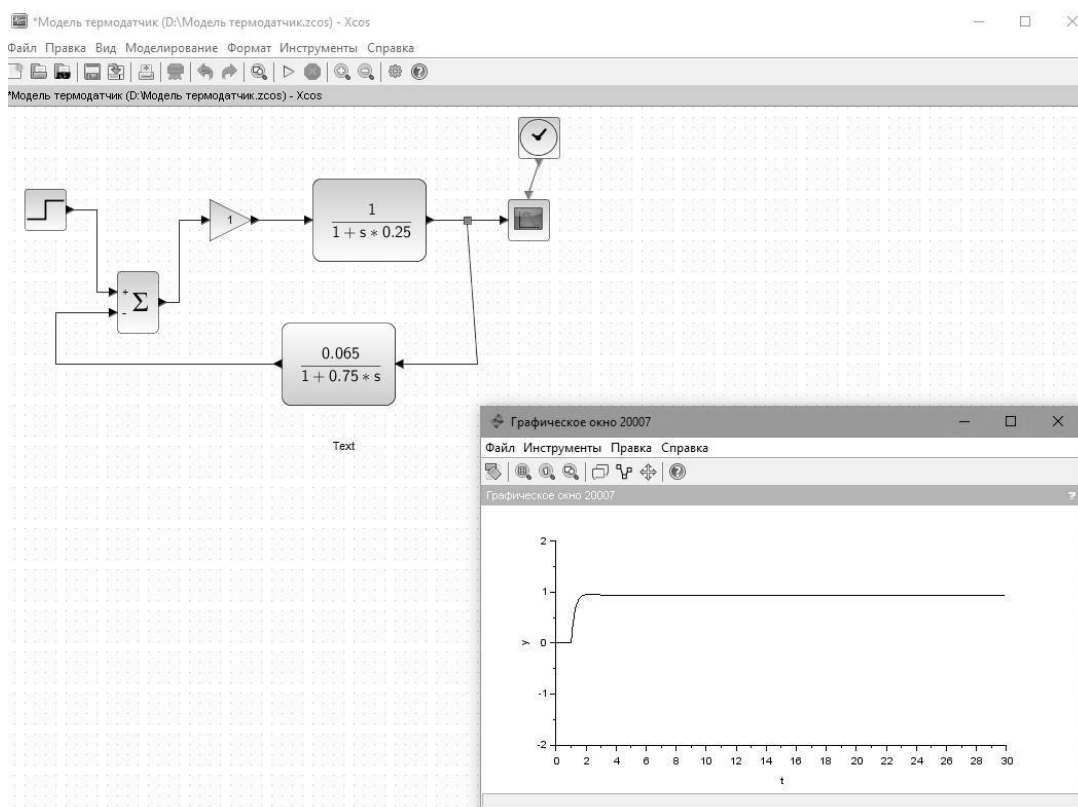 *Модель термодатчик (D:\Модель термодатчик.zcos) - Xcos
Файл Правка Вид Моделирование Формат Инструменты Справка
*Модель термодатчик (D:\Модель термодатчик.zcos) - Xcos
1
1
1 + s * 0.25
+
Σ
-
0.065
1 + 0.75 * s
Text
Графическое окно 20007
Файл Инструменты Правка Справка
Графическое окно 20007
?
2
1
y
0
-1
-2
0 2 4 6 8 10 12 14 16 18 20 22 24 26 28 30
t